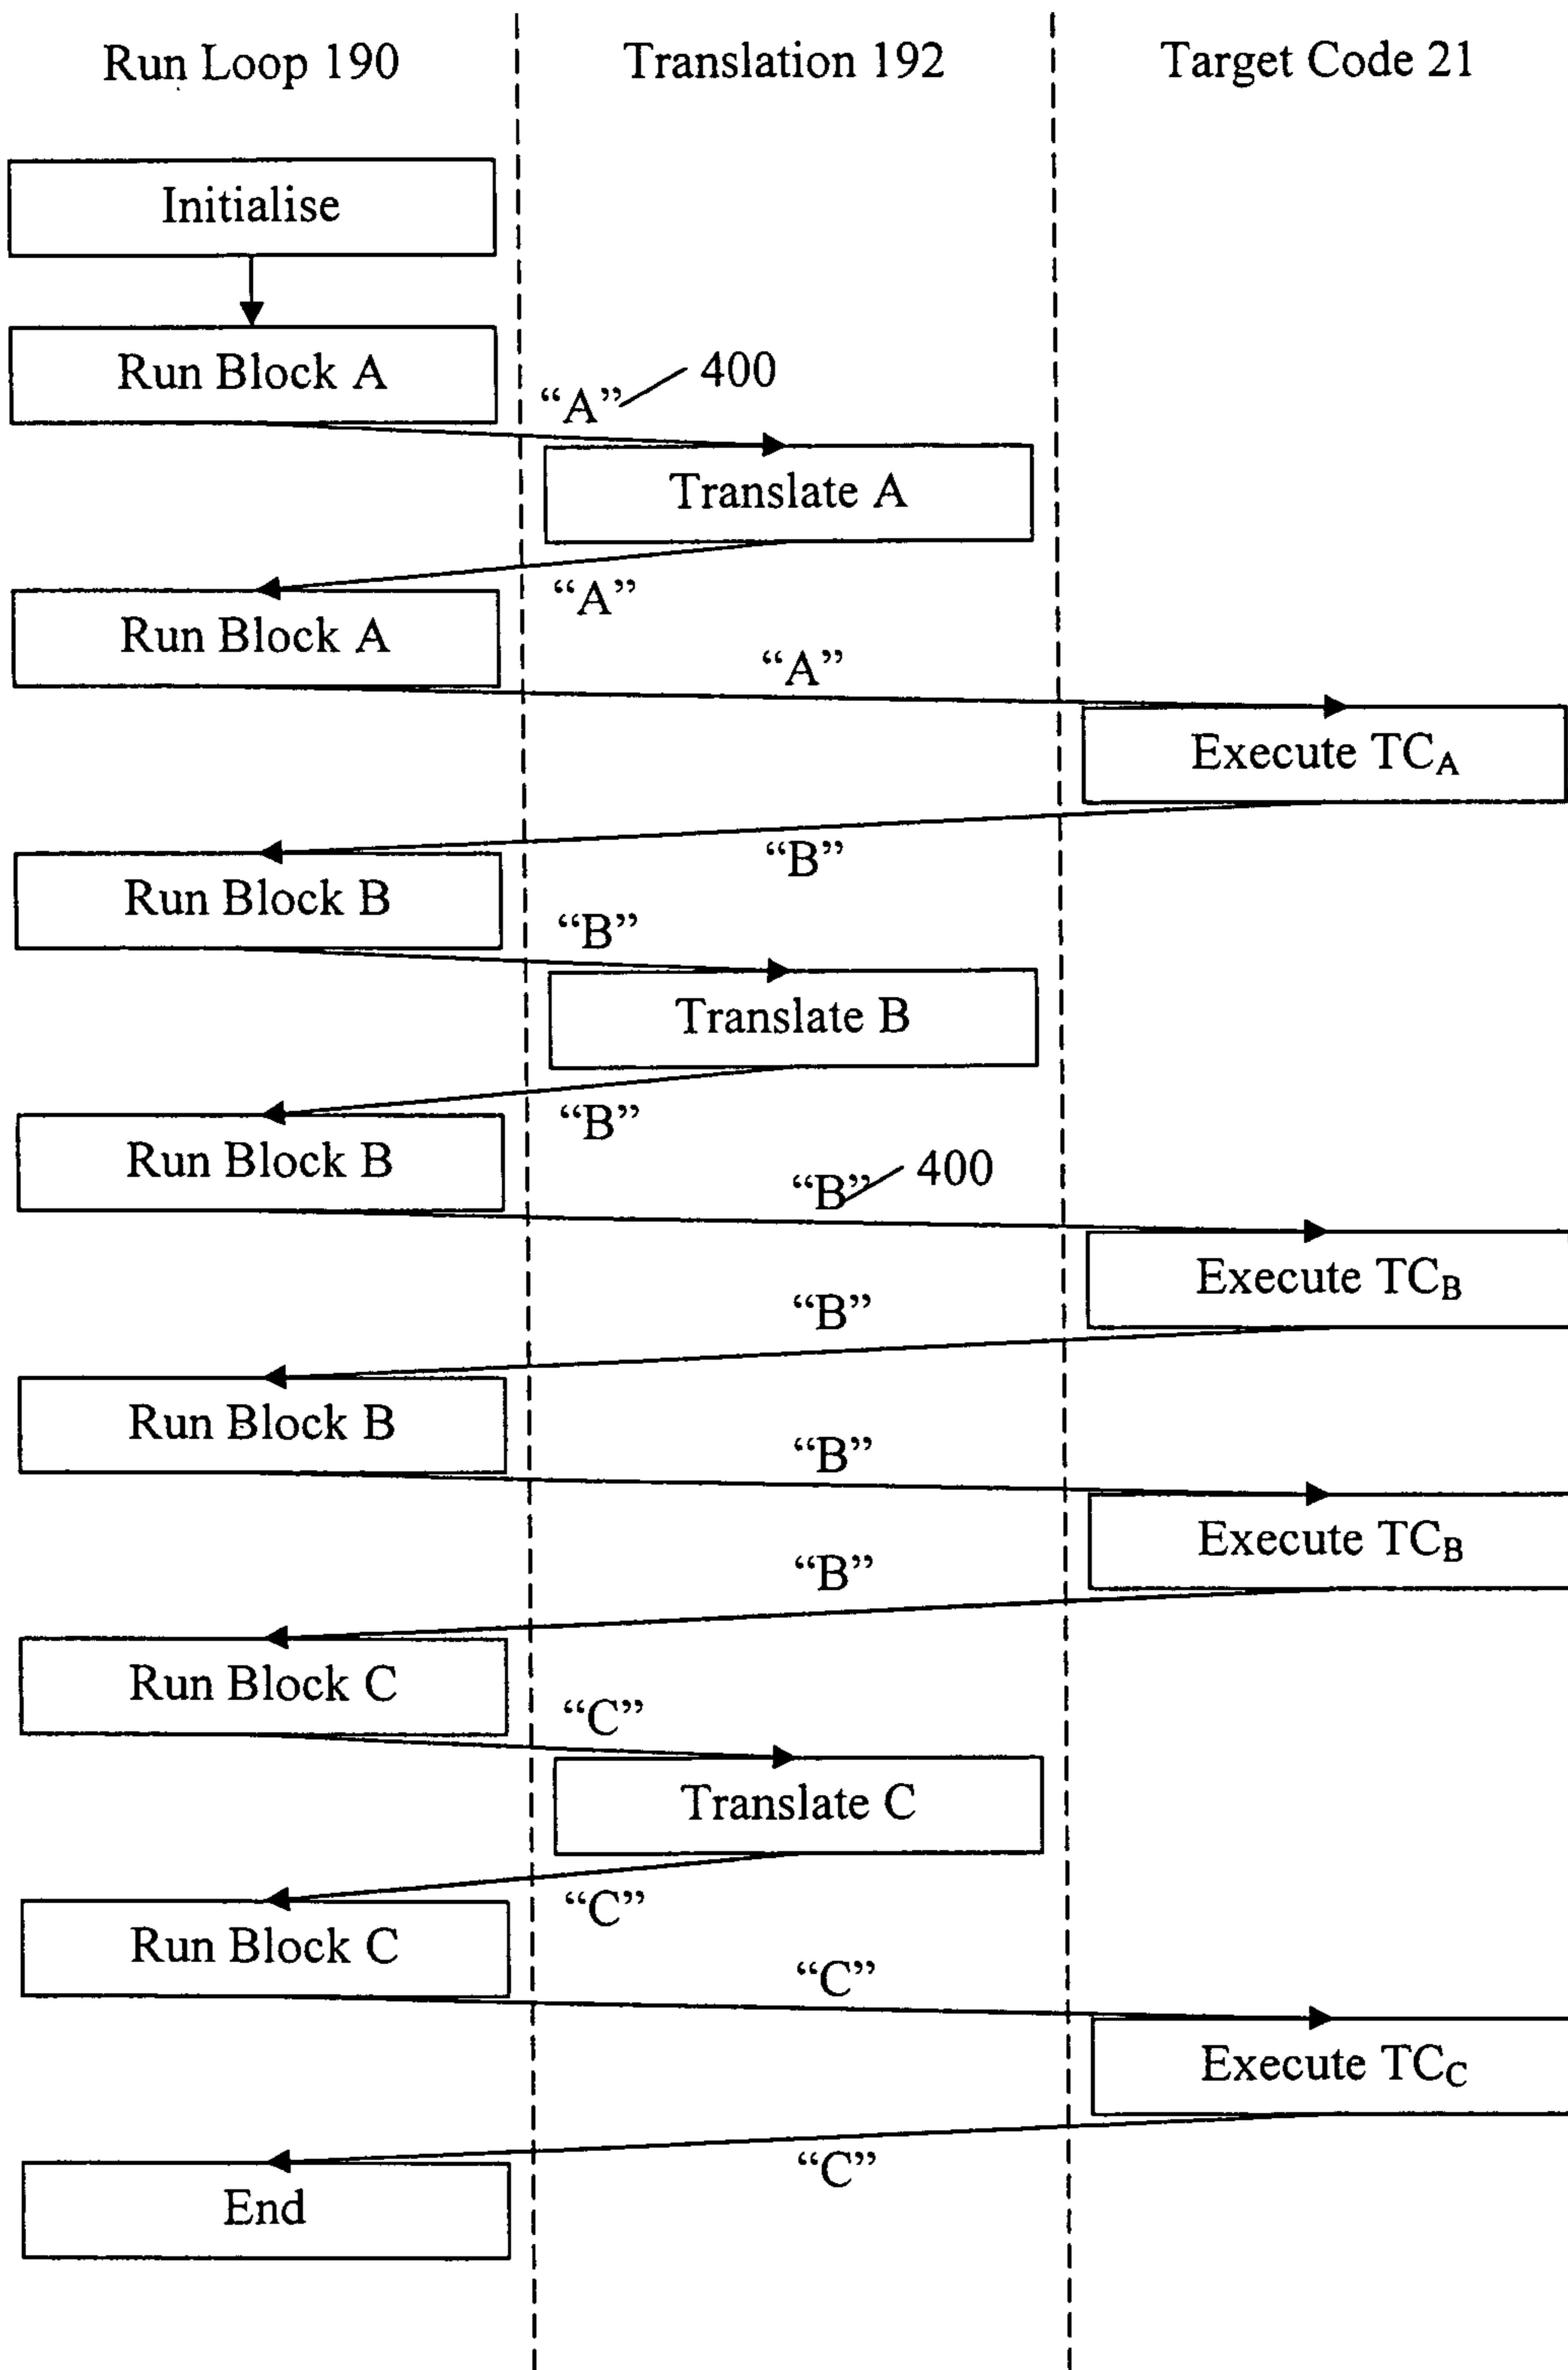 Run Loop 190
Translation 192
Target Code 21
Initialise
Run Block A
400
“A”
Translate A
“A”
Run Block A
“A”
Execute TCA
“B”
Run Block B
“B”
Translate B
“B”
Run Block B
“B”
400
Execute TCB
“B”
Run Block B
“B”
Execute TCB
“B”
Run Block C
“C”
Translate C
“C”
Run Block C
“C”
Execute TCC
“C”
End